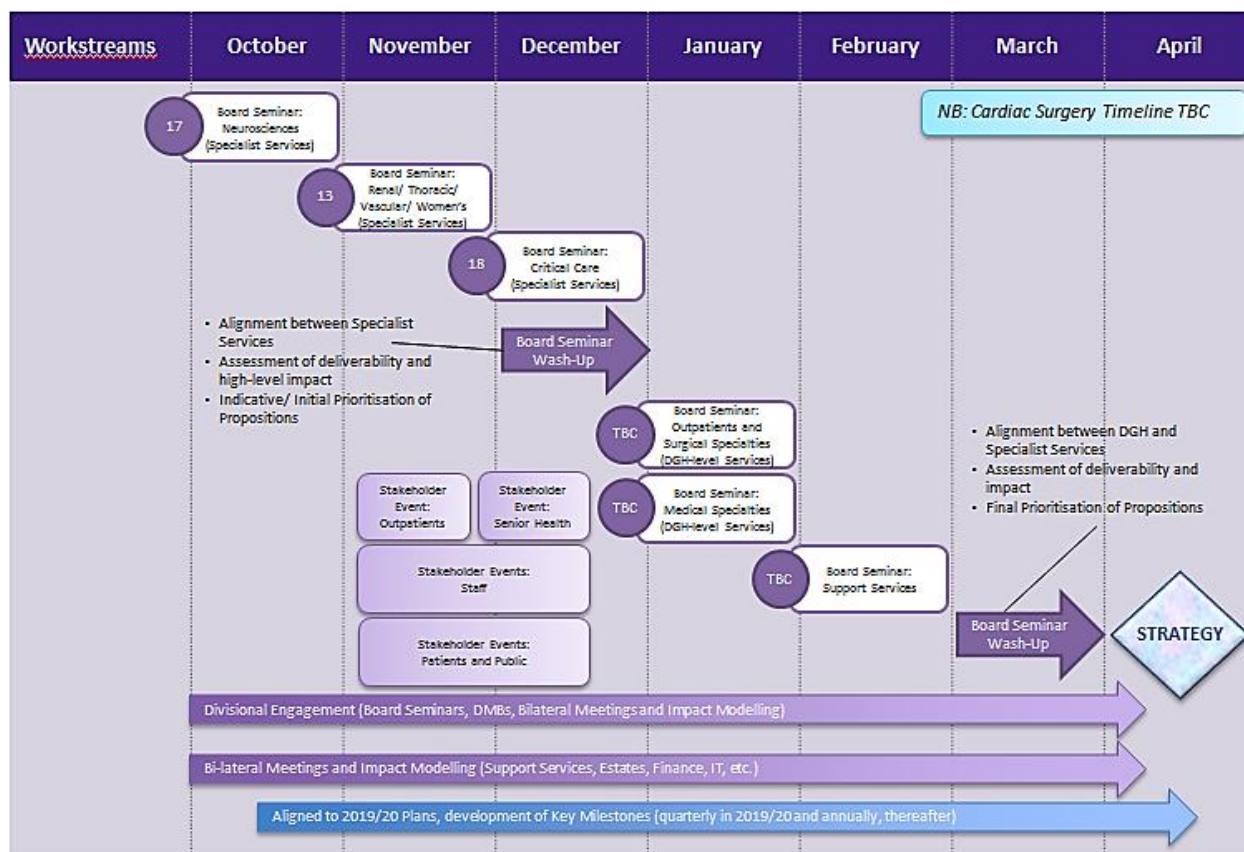 Workstreams
October
November
December
January
February
March
April
NB: Cardiac Surgery Timeline TBC
17
Board Seminar:
Neurosciences
(Specialist Services)
13
Board Seminar:
Renal/ Thoracic/
Vascular/ Women's
(Specialist Services)
18
Board Seminar:
Critical Care
(Specialist Services)
• Alignment between Specialist
Services
• Assessment of deliverability and
high-level impact
• Indicative/ Initial Prioritisation of
Propositions
Board Seminar
Wash-Up
TBC
Board Seminar:
Outpatients and
Surgical Specialties
(DGH-level Services)
• Alignment between DGH and
Specialist Services
• Assessment of deliverability and
impact
• Final Prioritisation of Propositions
Stakeholder
Event:
Outpatients
Stakeholder
Event:
Senior Health
TBC
Board Seminar:
Medical Specialties
(DGH-level Services)
Stakeholder Events:
Staff
TBC
Board Seminar:
Support Services
Stakeholder Events:
Patients and Public
Board Seminar
Wash-Up
STRATEGY
Divisional Engagement (Board Seminars, DMBs, Bilateral Meetings and Impact Modelling)
Bi-lateral Meetings and Impact Modelling (Support Services, Estates, Finance, IT, etc.)
Aligned to 2019/20 Plans, development of Key Milestones (quarterly in 2019/20 and annually, thereafter)